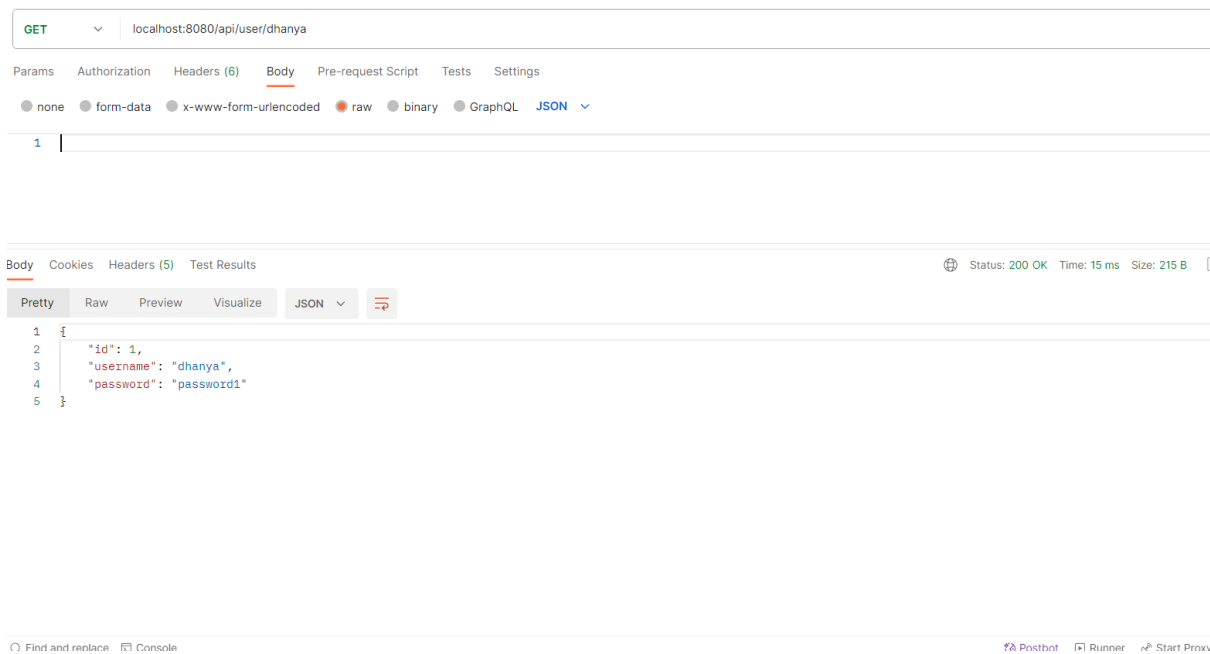 GET localhost:8080/api/user/dhanya
Params Authorization Headers (6) Body Pre-request Script Tests Settings
none form-data x-www-form-urlencoded raw binary GraphQL JSON
1
Body Cookies Headers (5) Test Results Status: 200 OK Time: 15 ms Size: 215 B
Pretty Raw Preview Visualize JSON
1 {
2 "id": 1,
3 "username": "dhanya",
4 "password": "password1"
5 }
Find and replace Console Postbot Runner Start Proxy